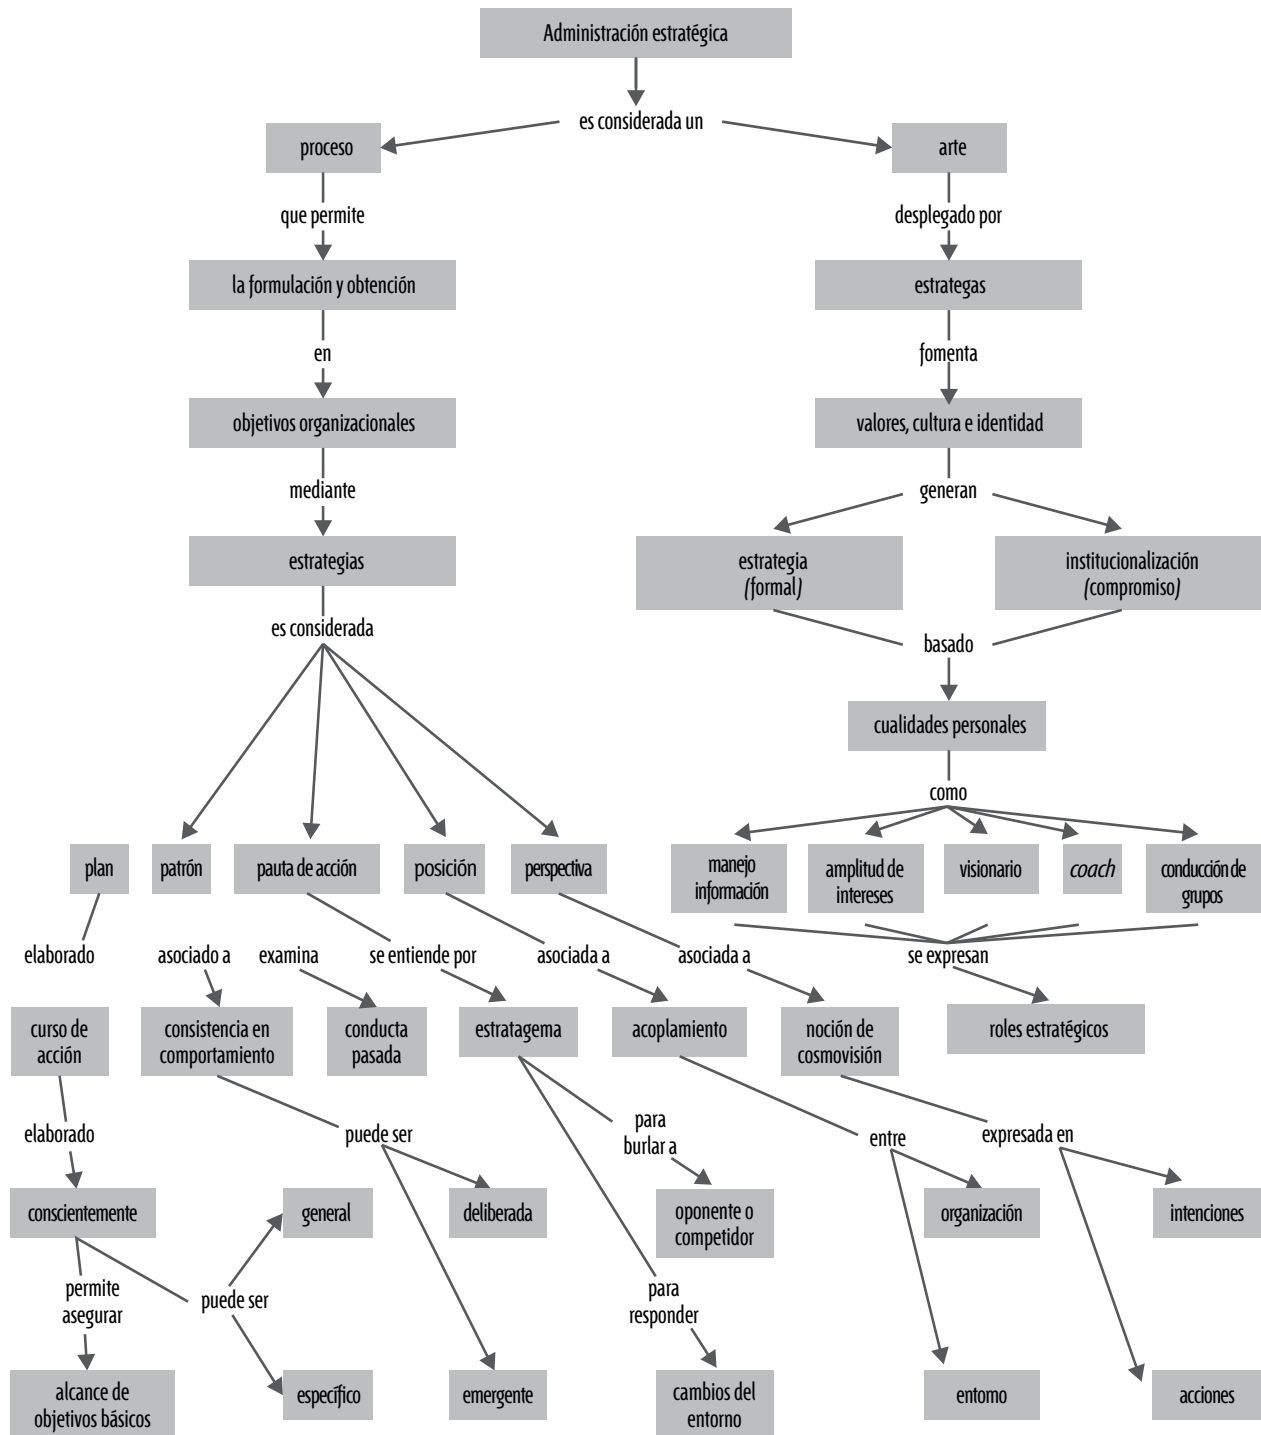 Administración estratégica
es considerada un
proceso
arte
que permite
desplegado por
la formulación y obtención
estrategas
en
fomenta
objetivos organizacionales
valores, cultura e identidad
mediante
generan
estrategias
estrategia
(formal)
institucionalización
(compromiso)
es considerada
basado
cualidades personales
como
plan
patrón
pauta de acción
posición
perspectiva
manejo
información
amplitud de
intereses
visionario
coach
conducción de
grupos
elaborado
asociado a
examina
se entiende por
asociada a
asociada a
se expresan
curso de
acción
consistencia en
comportamiento
conducta
pasada
estratagema
acoplamiento
noción de
cosmovisión
roles estratégicos
elaborado
puede ser
para
burlar a
entre
expresada en
conscientemente
general
deliberada
oponente o
competidor
organización
intenciones
permite
asegurar
puede ser
para
responder
alcance de
objetivos básicos
específico
emergente
cambios del
entorno
entorno
acciones